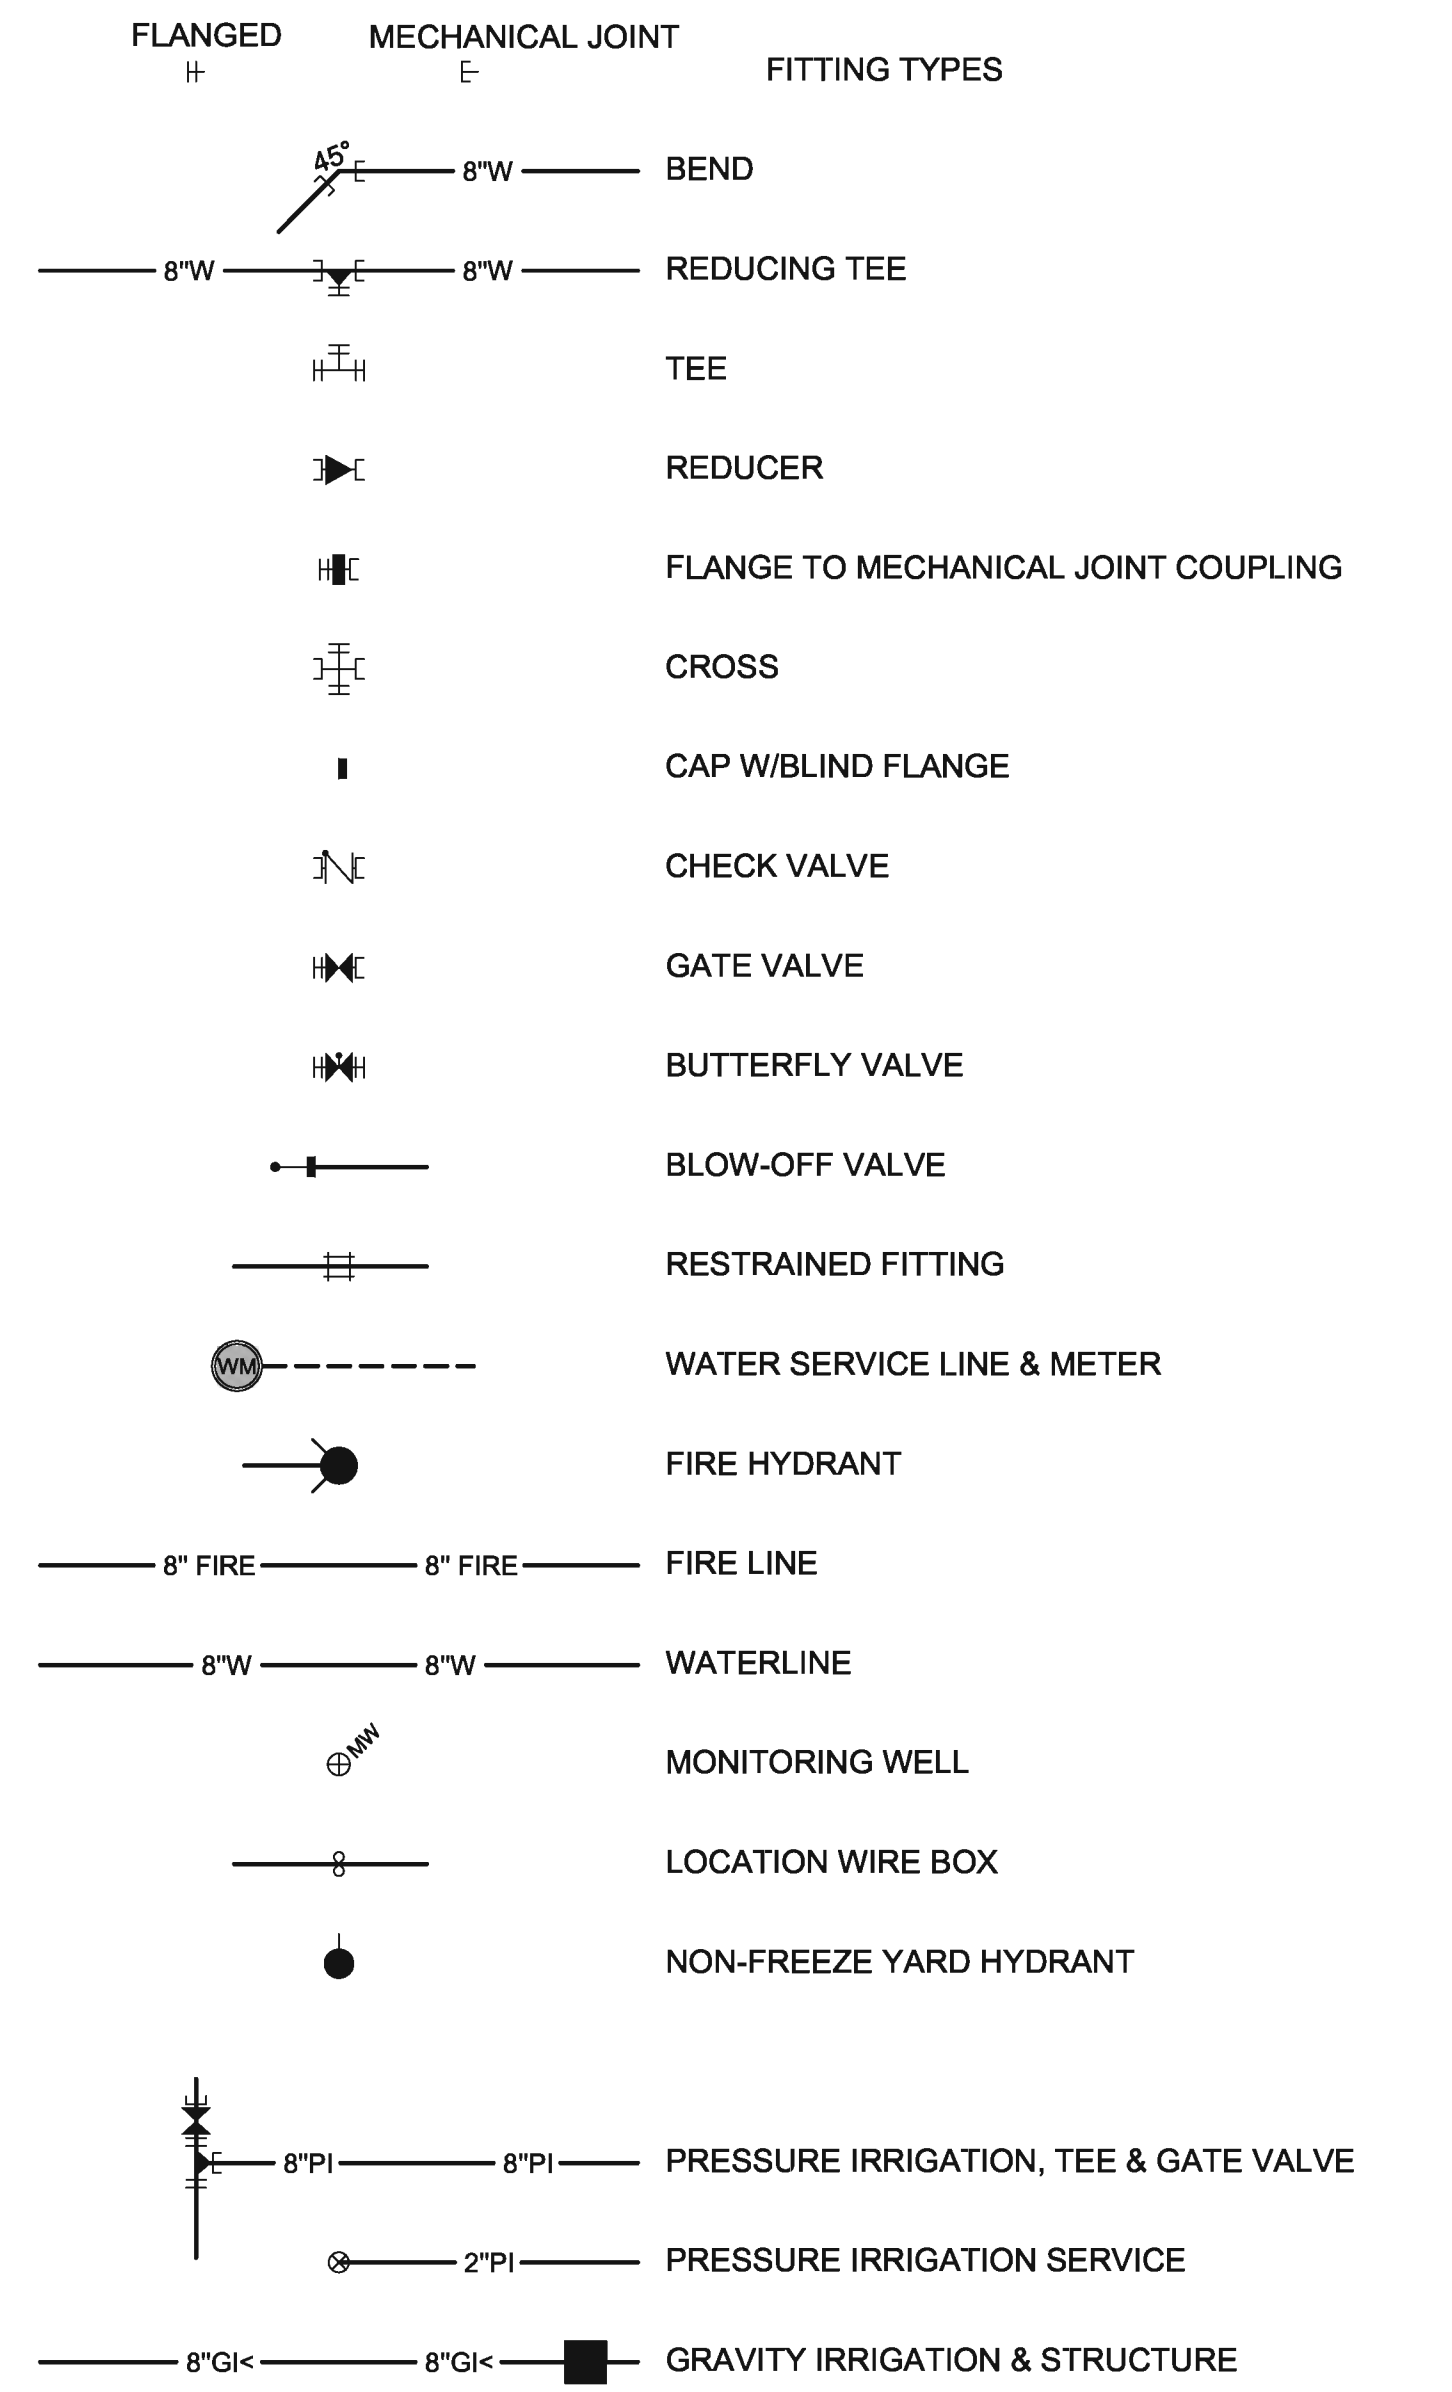 FLANGED
MECHANICAL JOINT
FITTING TYPES
45°
8"W
BEND
8"W
8"W
REDUCING TEE
TEE
REDUCER
FLANGE TO MECHANICAL JOINT COUPLING
CROSS
CAP W/BLIND FLANGE
CHECK VALVE
GATE VALVE
BUTTERFLY VALVE
BLOW-OFF VALVE
RESTRAINED FITTING
WM
WATER SERVICE LINE & METER
FIRE HYDRANT
8" FIRE
8" FIRE
FIRE LINE
8"W
8"W
WATERLINE
MW
MONITORING WELL
LOCATION WIRE BOX
NON-FREEZE YARD HYDRANT
8"PI
8"PI
PRESSURE IRRIGATION, TEE & GATE VALVE
2"PI
PRESSURE IRRIGATION SERVICE
8"GI<
8"GI<
GRAVITY IRRIGATION & STRUCTURE